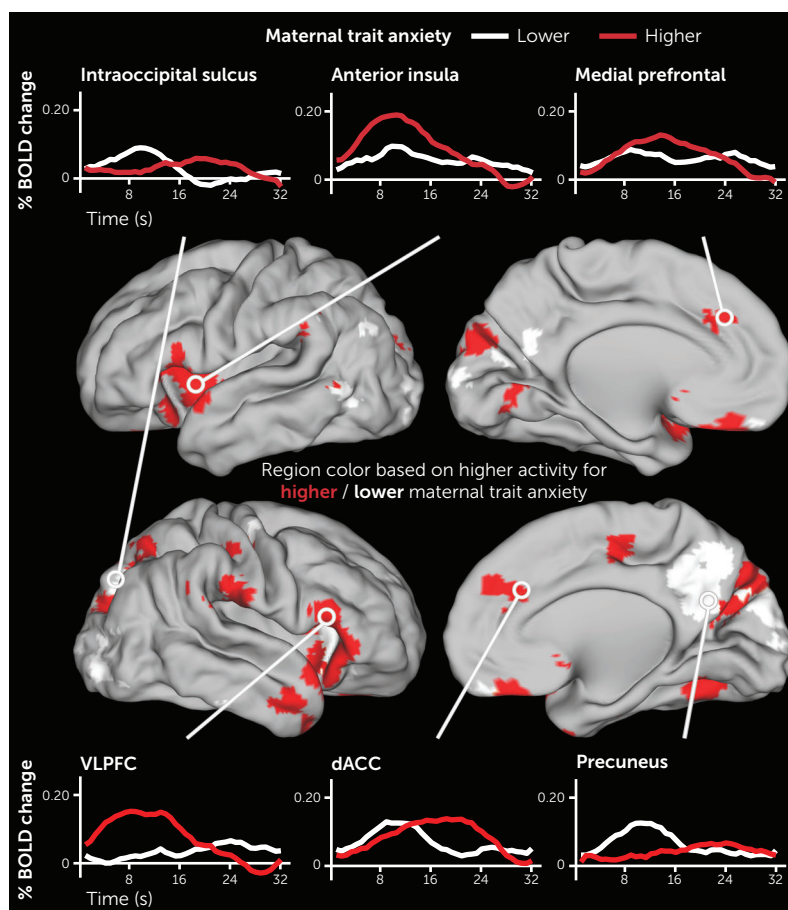 Maternal trait anxiety Lower Higher
Intraoccipital sulcus Anterior insula Medial prefrontal
% BOLD change
0.20 0.20 0.20
0 0 0
8 16 24 32 8 16 24 32 8 16 24 32
Time (s)
Region color based on higher activity for
higher / lower maternal trait anxiety
VLPFC dACC Precuneus
% BOLD change
0.20 0.20 0.20
0 0 0
8 16 24 32 8 16 24 32 8 16 24 32
Time (s)